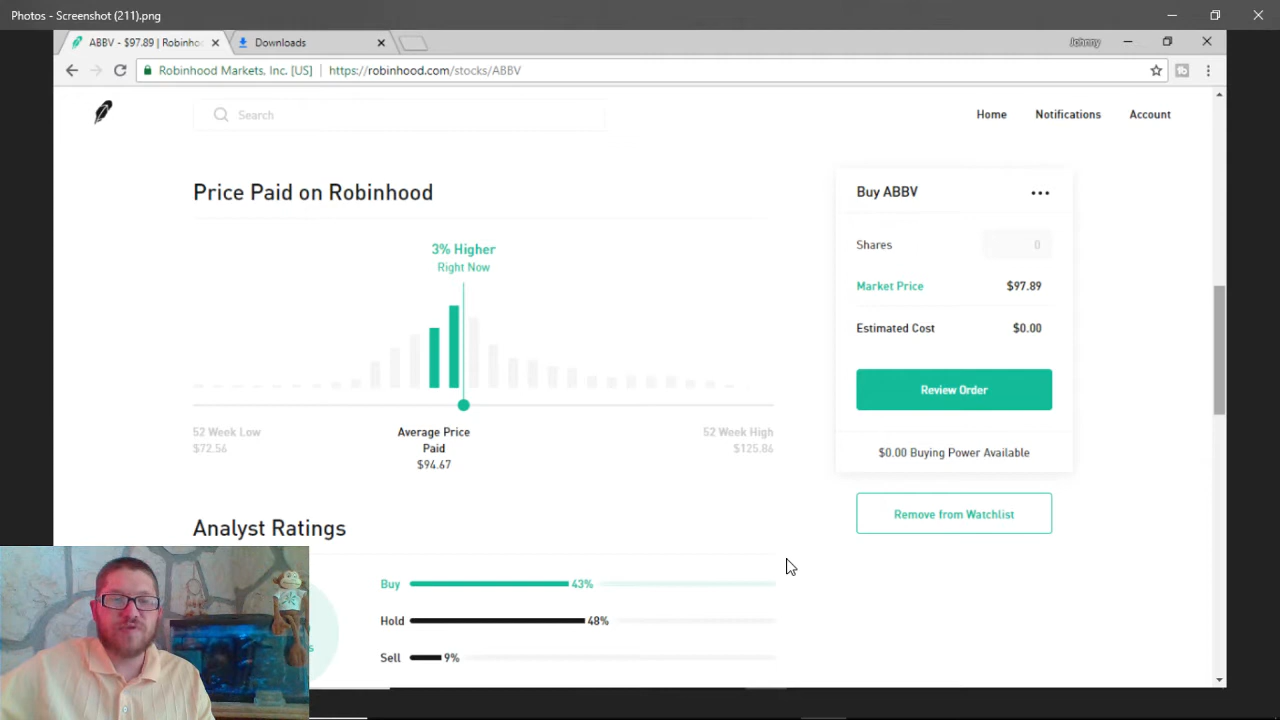 Photos - Screenshot (211).png
ABBV - $97.89 | Robinho
Downloads
Johnny
Robinhood Markets, Inc. [US]
https://robinhood.com/stocks/ABBV
Search
Home
Notifications
Account
Price Paid on Robinhood
3% Higher
Right Now
52 Week Low
$72.56
Average Price
Paid
$94.67
52 Week High
$125.86
Buy ABBV
Shares
0
Market Price
$97.89
Estimated Cost
$0.00
Review Order
$0.00 Buying Power Available
Remove from Watchlist
Analyst Ratings
Buy
43%
Hold
48%
Sell
9%